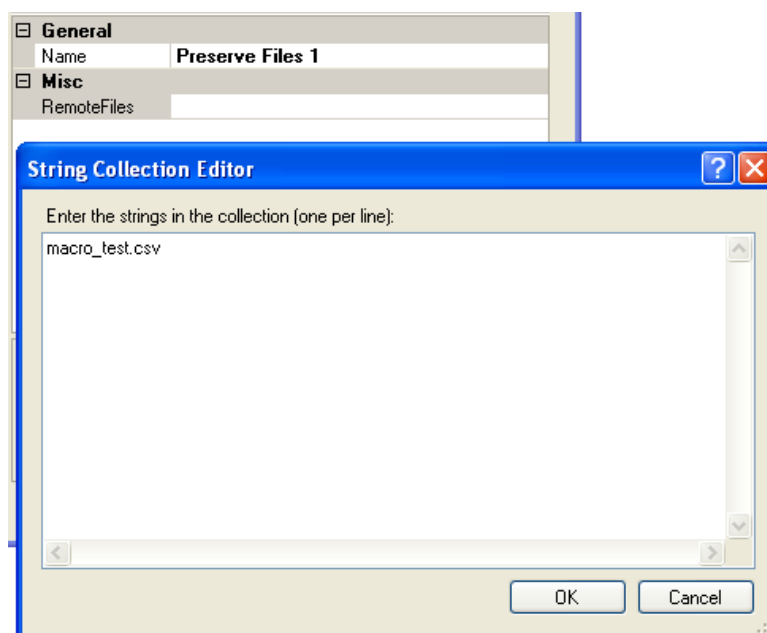 General
Name Preserve Files 1
Misc
RemoteFiles
String Collection Editor
Enter the strings in the collection (one per line):
macro_test.csv
OK Cancel